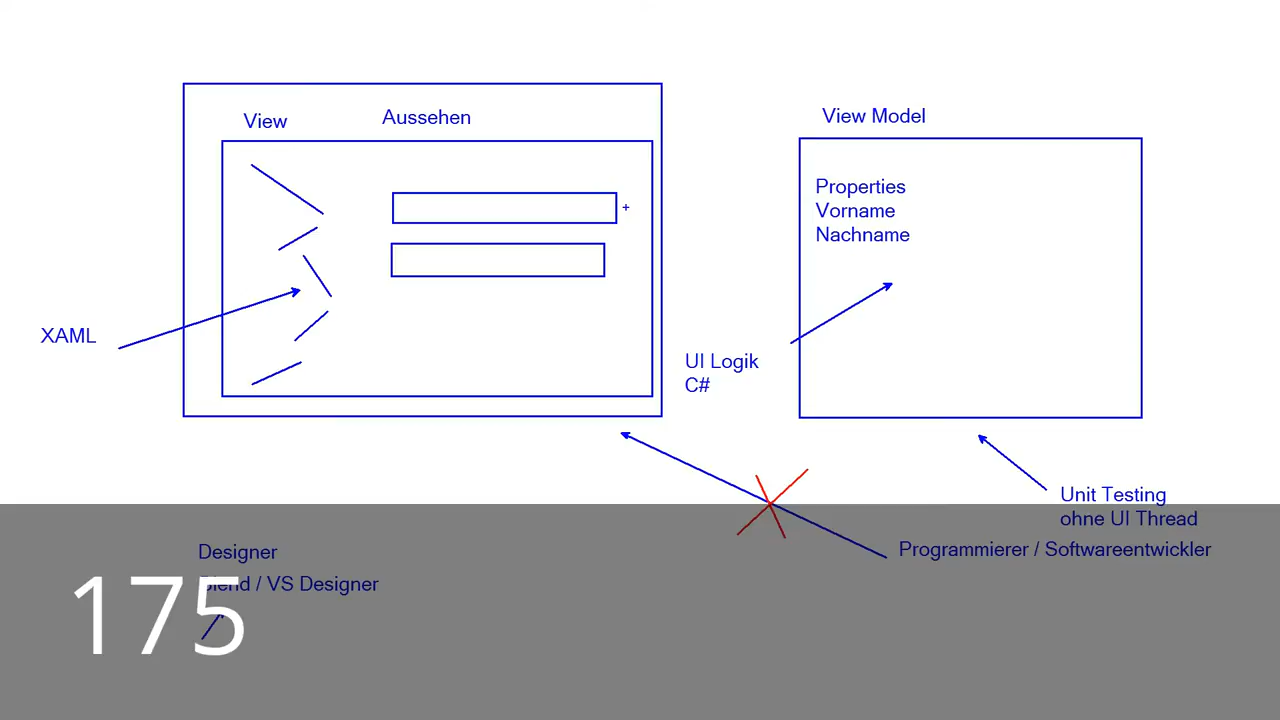 View
Aussehen
View Model
Properties
Vorname
Nachname
+
XAML
UI Logik
C#
Unit Testing
ohne UI Thread
Programmierer / Softwareentwickler
Designer
Blend / VS Designer
175